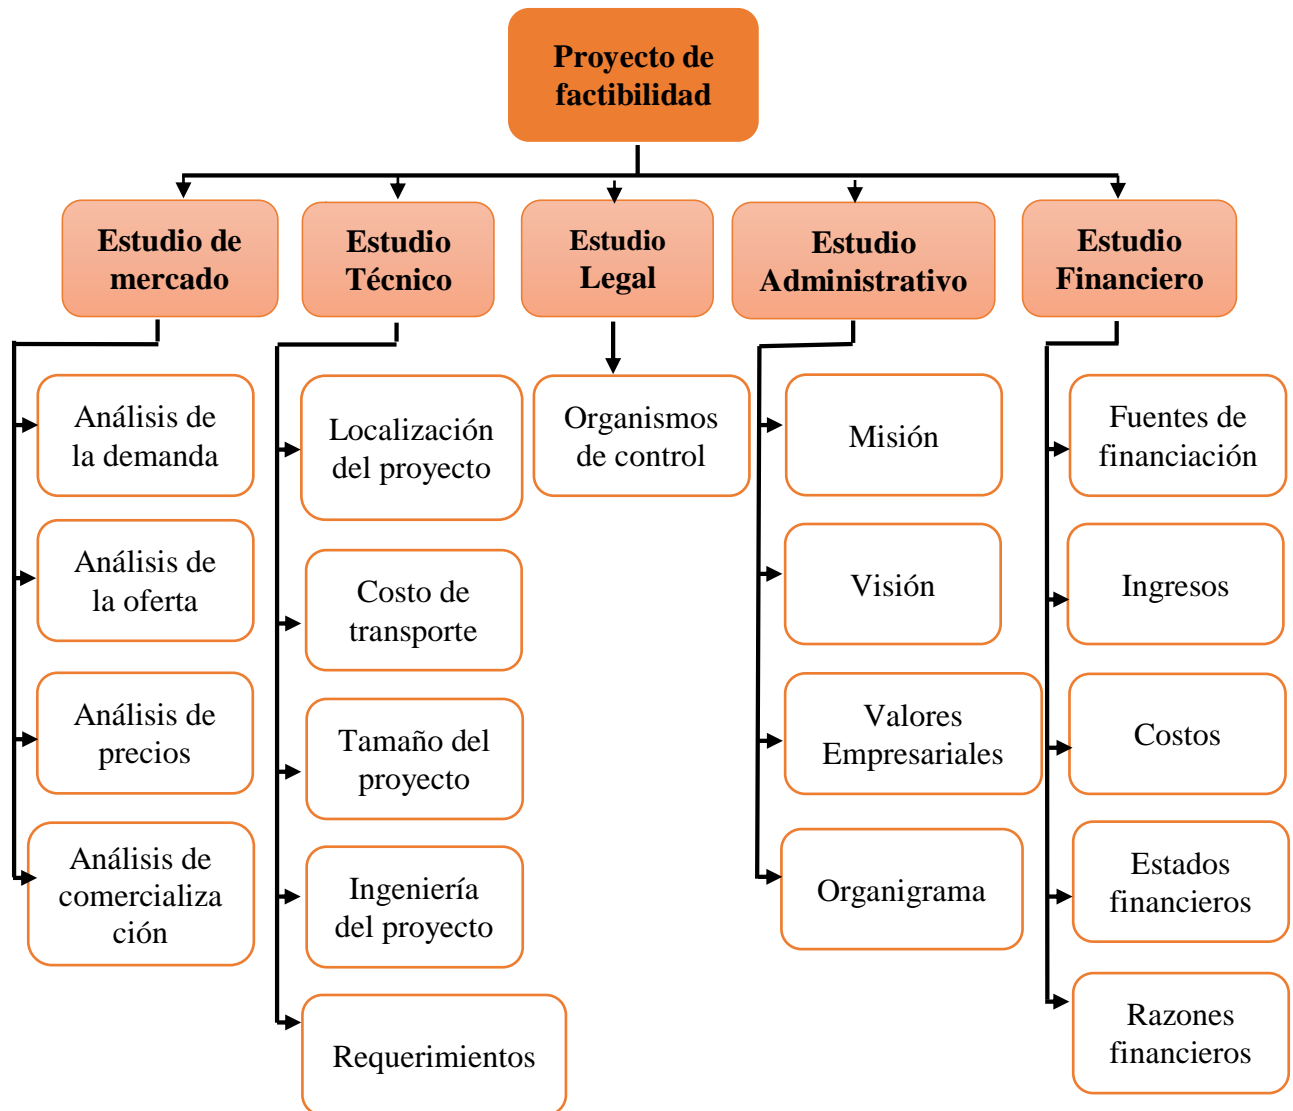 Proyecto de
factibilidad
Estudio de
mercado
Estudio
Técnico
Estudio
Legal
Estudio
Administrativo
Estudio
Financiero
Análisis de
la demanda
Análisis de
la oferta
Análisis de
precios
Análisis de
comercializa
ción
Localización
del proyecto
Costo de
transporte
Tamaño del
proyecto
Ingeniería
del proyecto
Requerimientos
Organismos
de control
Misión
Visión
Valores
Empresariales
Organigrama
Fuentes de
financiación
Ingresos
Costos
Estados
financieros
Razones
financieros